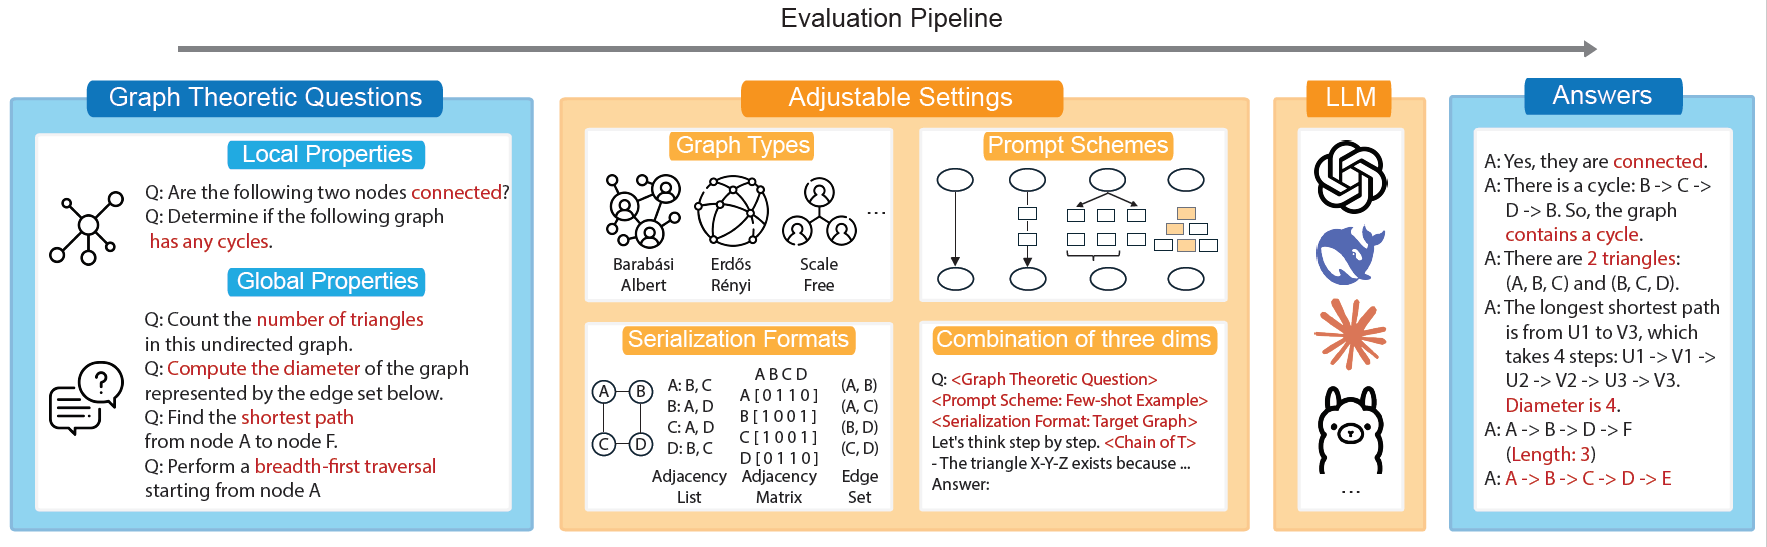 Evaluation Pipeline
Graph Theoretic Questions
Local Properties
Q: Are the following two nodes connected?
Q: Determine if the following graph
has any cycles.
Global Properties
Q: Count the number of triangles
in this undirected graph.
Q: Compute the diameter of the graph
represented by the edge set below.
Q: Find the shortest path
from node A to node F.
Q: Perform a breadth-first traversal
starting from node A
Adjustable Settings
Graph Types
Barabási
Albert
Erdős
Rényi
Scale
Free
...
Prompt Schemes
Serialization Formats
A B
C D
A: B, C
B: A, D
C: A, D
D: B, C
Adjacency
List
A B C D
A [ 0 1 1 0 ]
B [ 1 0 0 1 ]
C [ 1 0 0 1 ]
D [ 0 1 1 0 ]
Adjacency
Matrix
(A, B)
(A, C)
(B, D)
(C, D)
Edge
Set
Combination of three dims
Q: <Graph Theoretic Question>
<Prompt Scheme: Few-shot Example>
<Serialization Format: Target Graph>
Let's think step by step. <Chain of T>
- The triangle X-Y-Z exists because ...
Answer:
LLM
...
Answers
A: Yes, they are connected.
A: There is a cycle: B -> C ->
D -> B. So, the graph
contains a cycle.
A: There are 2 triangles:
(A, B, C) and (B, C, D).
A: The longest shortest path
is from U1 to V3, which
takes 4 steps: U1 -> V1 ->
U2 -> V2 -> U3 -> V3.
Diameter is 4.
A: A -> B -> D -> F
(Length: 3)
A: A -> B -> C -> D -> E